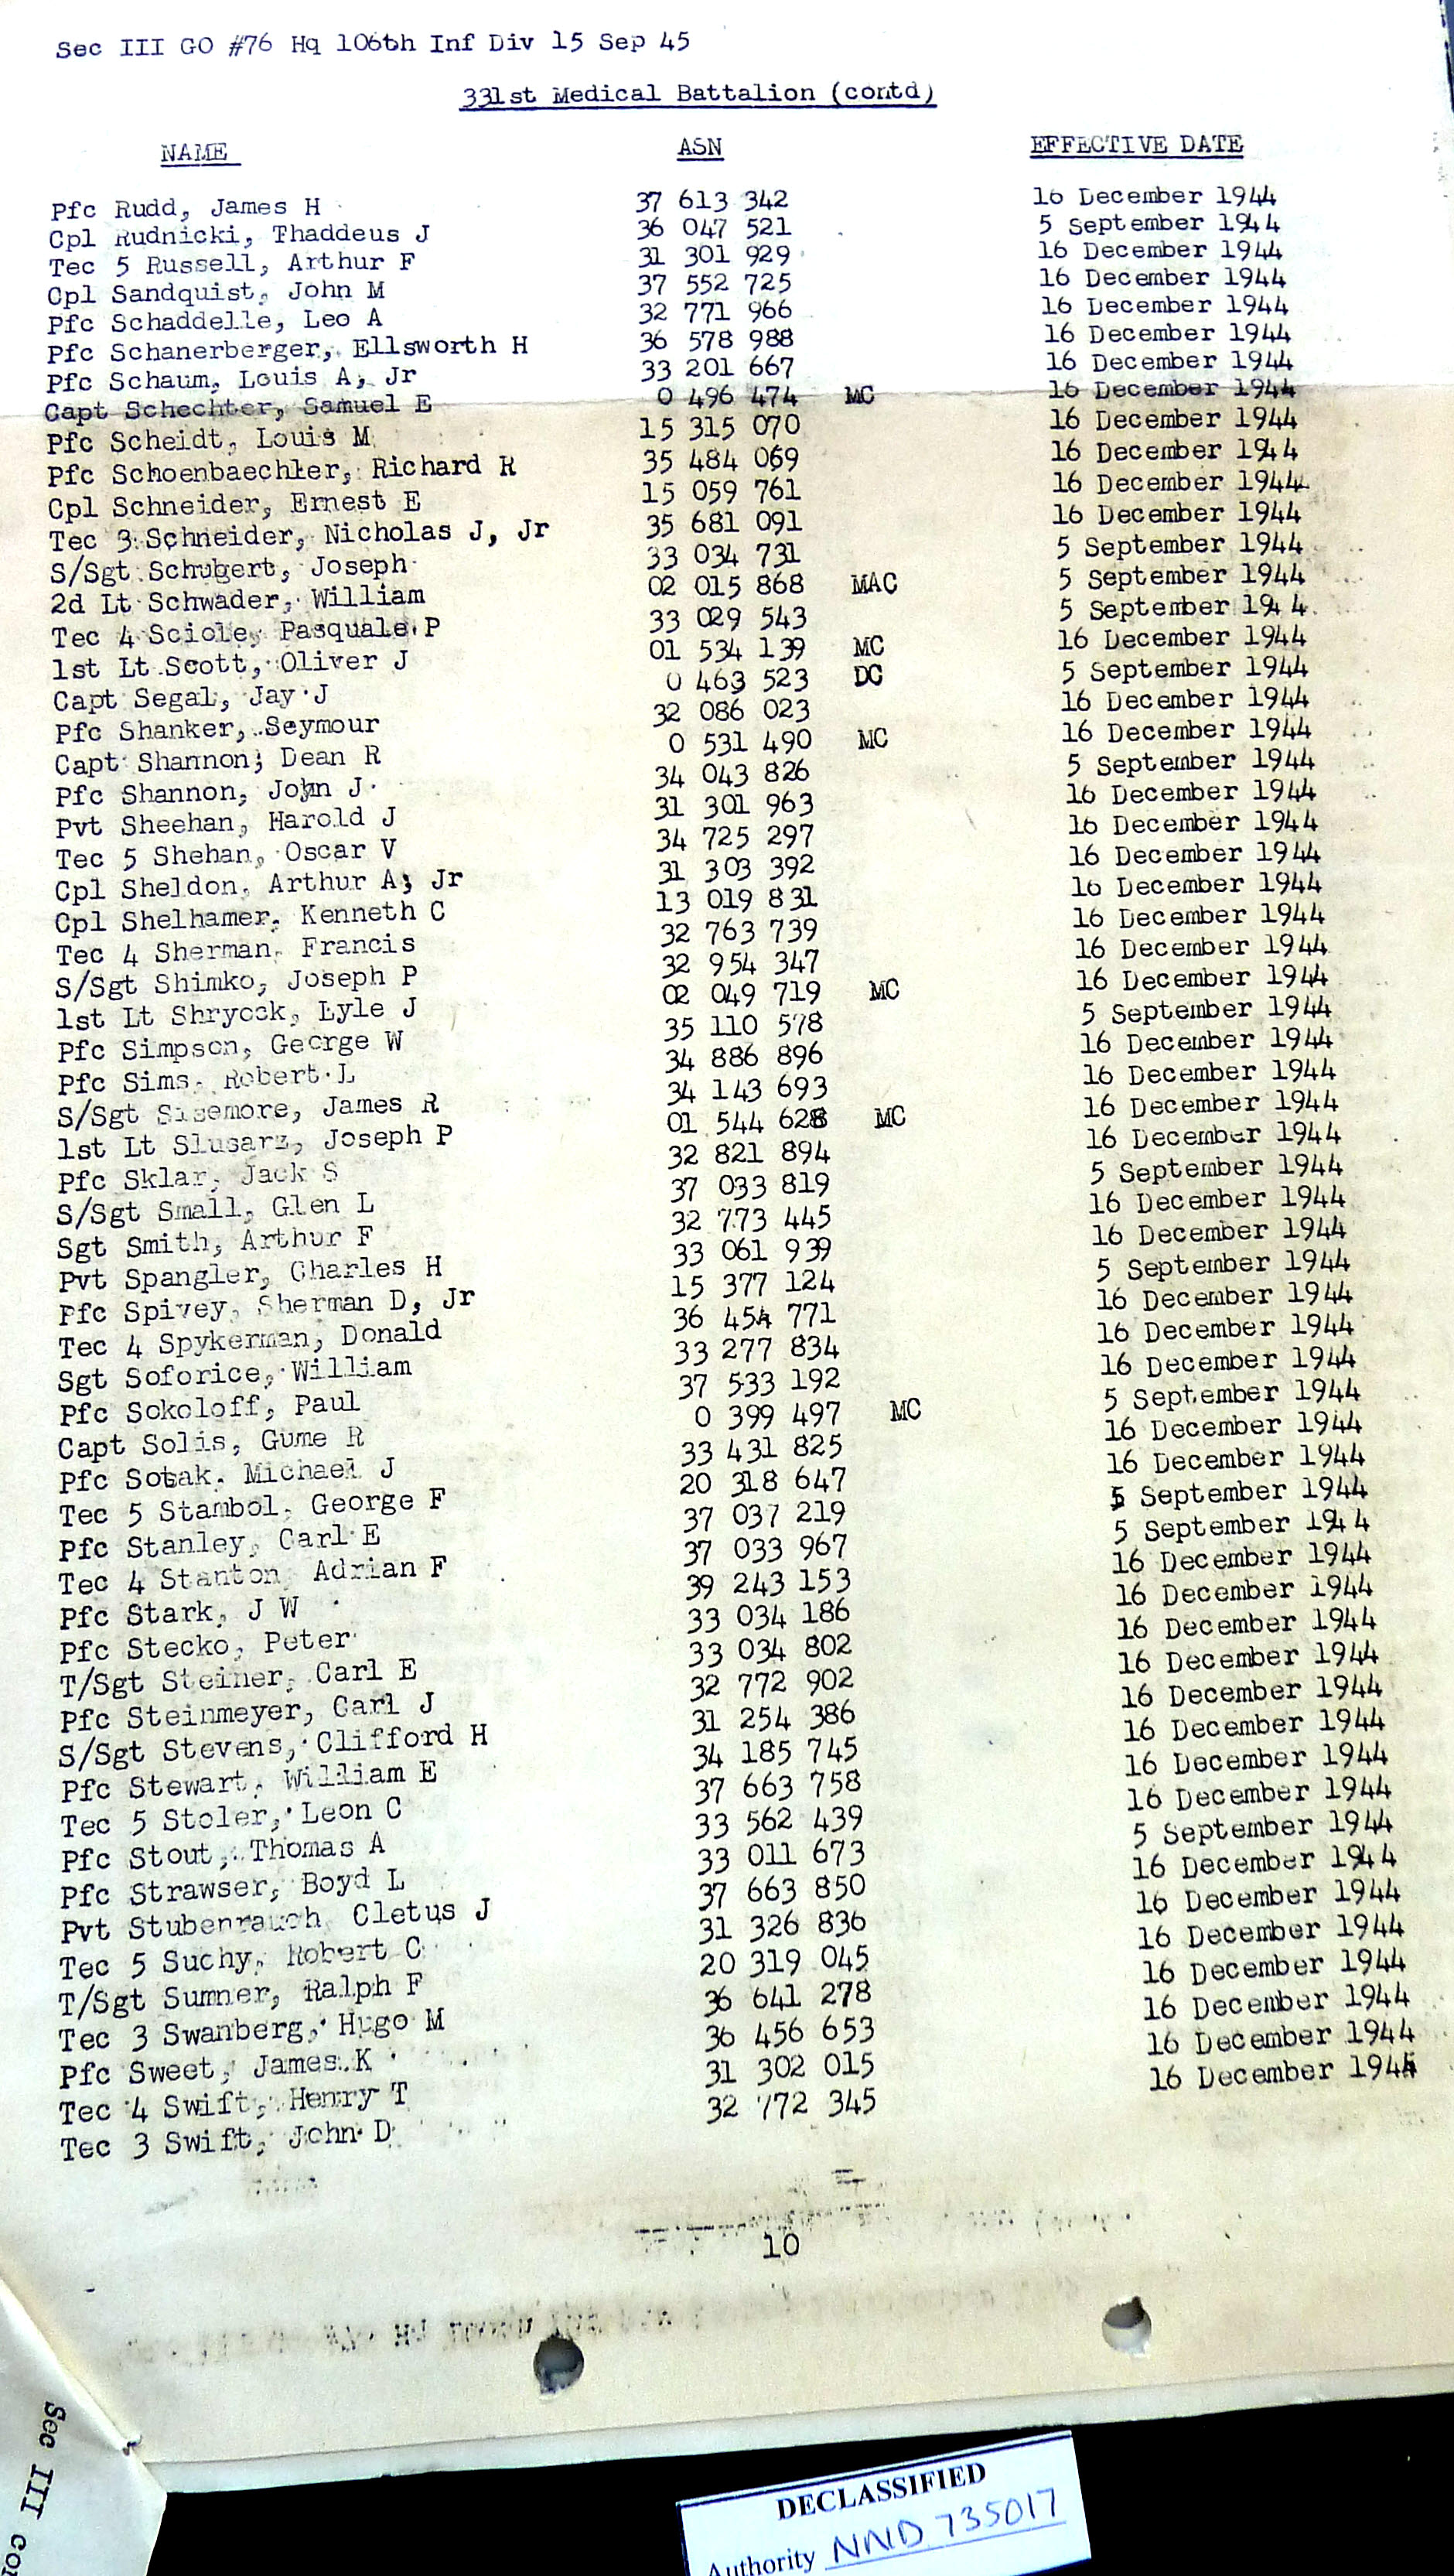 Sec III GO #76 Hq 106th Inf Div 15 Sep 45
331st Medical Battalion (contd)
NAME ASN EFFECTIVE DATE
Pfc Rudd, James H 37 613 342 16 December 1944
Cpl Rudnicki, Thaddeus J 36 047 521 5 September 1944
Tec 5 Russell, Arthur F 31 301 929 16 December 1944
Cpl Sandquist, John M 37 552 725 16 December 1944
Pfc Schaddelle, Leo A 32 771 966 16 December 1944
Pfc Schanerberger, Ellsworth H 36 578 988 16 December 1944
Pfc Schaum, Louis A, Jr 33 201 667 16 December 1944
Capt Schechter, Samuel E 0 496 474 MC 16 December 1944
Pfc Scheidt, Louis M 15 315 070 16 December 1944
Pfc Schoenbaechler, Richard R 35 484 069 16 December 1944
Cpl Schneider, Ernest E 15 059 761 16 December 1944
Tec 3 Schneider, Nicholas J, Jr 35 681 091 16 December 1944
S/Sgt Schubert, Joseph 33 034 731 5 September 1944
2d Lt Schwader, William 02 015 868 MAC 5 September 1944
Tec 4 Sciole, Pasquale P 33 029 543 5 September 1944
1st Lt Scott, Oliver J 01 534 139 MC 16 December 1944
Capt Segal, Jay J 0 463 523 DC 5 September 1944
Pfc Shanker, Seymour 32 086 023 16 December 1944
Capt Shannon, Dean R 0 531 490 MC 16 December 1944
Pfc Shannon, John J 34 043 826 5 September 1944
Pvt Sheehan, Harold J 31 301 963 16 December 1944
Tec 5 Shehan, Oscar V 34 725 297 16 December 1944
Cpl Sheldon, Arthur A, Jr 31 303 392 16 December 1944
Cpl Shelhamer, Kenneth C 13 019 831 16 December 1944
Tec 4 Sherman, Francis 32 763 739 16 December 1944
S/Sgt Shimko, Joseph P 32 954 347 16 December 1944
1st Lt Shryock, Lyle J 02 049 719 MC 16 December 1944
Pfc Simpson, George W 35 110 578 5 September 1944
Pfc Sims, Robert L 34 886 896 16 December 1944
S/Sgt Sisemore, James R 34 143 693 16 December 1944
1st Lt Slusarz, Joseph P 01 544 628 MC 16 December 1944
Pfc Sklar, Jack S 32 821 894 16 December 1944
S/Sgt Small, Glen L 37 033 819 5 September 1944
Sgt Smith, Arthur F 32 773 445 16 December 1944
Pvt Spangler, Charles H 33 061 939 16 December 1944
Pfc Spivey, Sherman D, Jr 15 377 124 5 September 1944
Tec 4 Spykerman, Donald 36 454 771 16 December 1944
Sgt Soforice, William 33 277 834 16 December 1944
Pfc Sokoloff, Paul 37 533 192 16 December 1944
Capt Solis, Gume R 0 399 497 MC 5 September 1944
Pfc Sotak, Michael J 33 431 825 16 December 1944
Tec 5 Stambol, George F 20 318 647 16 December 1944
Pfc Stanley, Carl E 37 037 219 5 September 1944
Tec 4 Stanton Adrian F 37 033 967 5 September 1944
Pfc Stark, J W 39 243 153 16 December 1944
Pfc Stecko, Peter 33 034 186 16 December 1944
T/Sgt Steiner, Carl E 33 034 802 16 December 1944
Pfc Steinmeyer, Carl J 32 772 902 16 December 1944
S/Sgt Stevens, Clifford H 31 254 386 16 December 1944
Pfc Stewart, William E 34 185 745 16 December 1944
Tec 5 Stoler, Leon C 37 663 758 16 December 1944
Pfc Stout, Thomas A 33 562 439 16 December 1944
Pfc Strawser, Boyd L 33 011 673 5 September 1944
Pvt Stubenrauch Cletus J 37 663 850 16 December 1944
Tec 5 Suchy, Robert C 31 326 836 16 December 1944
T/Sgt Sumner, Ralph F 20 319 045 16 December 1944
Tec 3 Swanberg, Hugo M 36 641 278 16 December 1944
Pfc Sweet, James K 36 456 653 16 December 1944
Tec 4 Swift, Henry T 31 302 015 16 December 1944
Tec 3 Swift, John D 32 772 345 16 December 1944
10
Sec III
DECLASSIFIED
Authority NND 735017